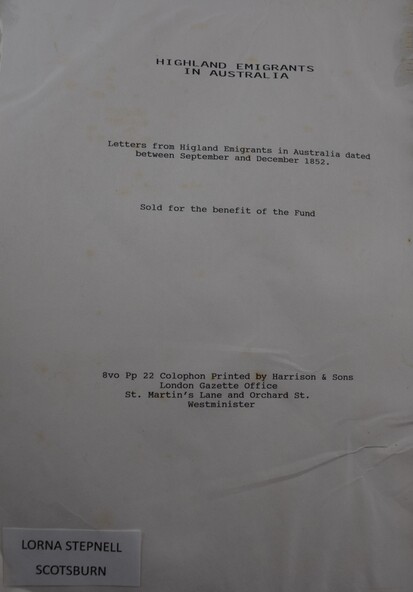 HIGHLAND EMIGRANTS
IN AUSTRALIA
Letters from Higland Emigrants in Australia dated
between September and December 1852.
Sold for the benefit of the Fund
8vo Pp 22 Colophon Printed by Harrison & Sons
London Gazette Office
St. Martin's Lane and Orchard St.
Westminister
LORNA STEPNELL
SCOTSBURN